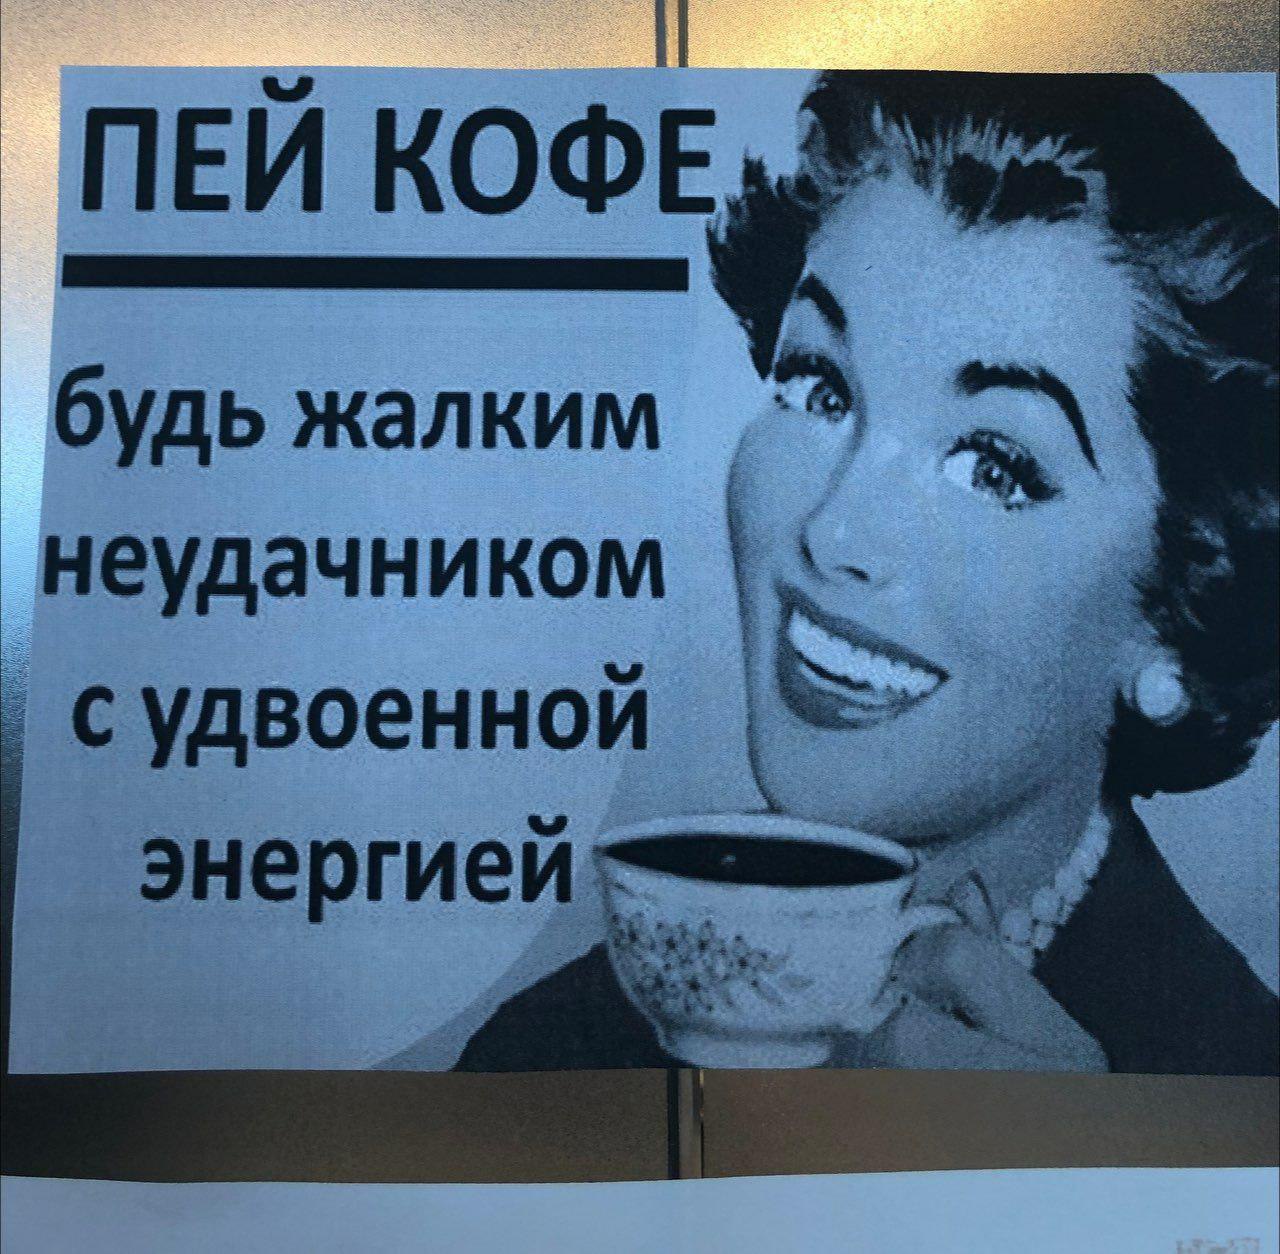 ПЕЙ КОФЕ
будь жалким
неудачником
с удвоенной
энергией